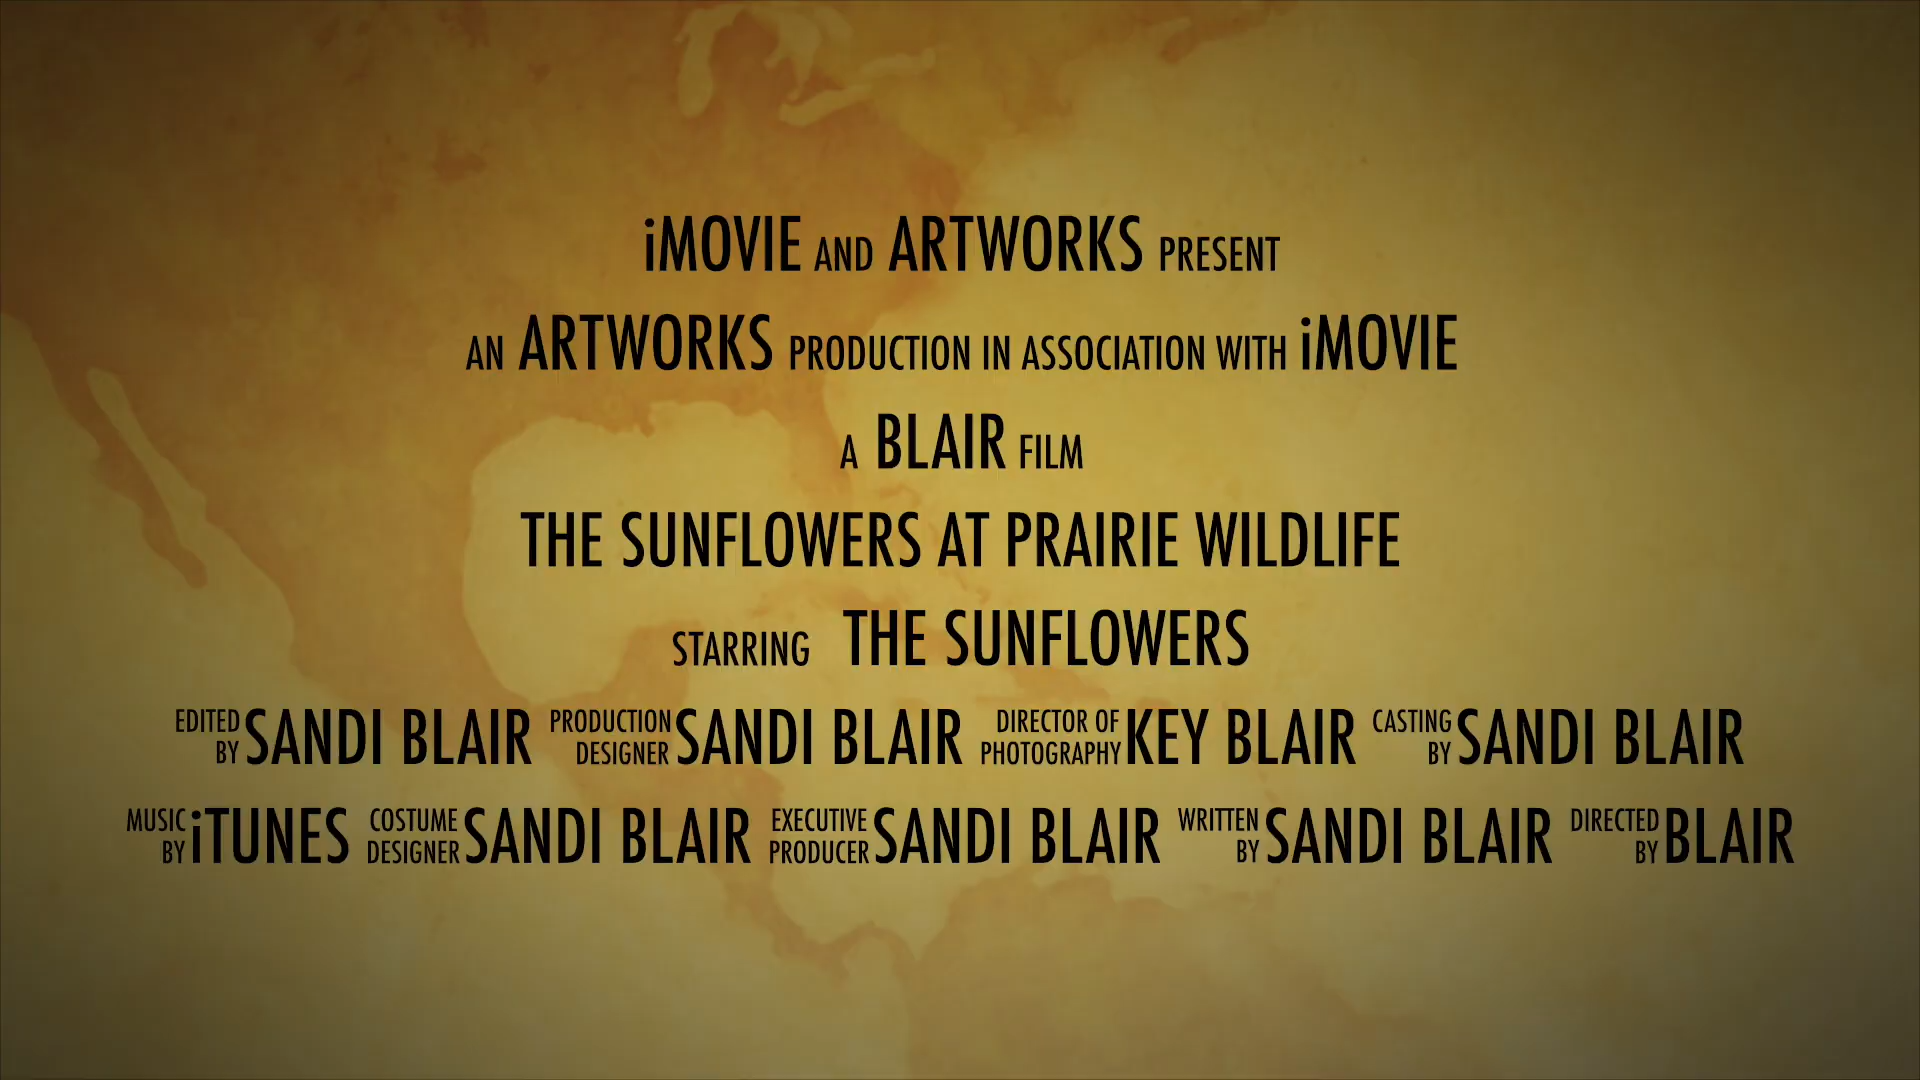 iMOVIE AND ARTWORKS PRESENT
AN ARTWORKS PRODUCTION IN ASSOCIATION WITH iMOVIE
A BLAIR FILM
THE SUNFLOWERS AT PRAIRIE WILDLIFE
STARRING THE SUNFLOWERS
EDITED BY SANDI BLAIR PRODUCTION DESIGNER SANDI BLAIR DIRECTOR OF PHOTOGRAPHY KEY BLAIR CASTING BY SANDI BLAIR
MUSIC BY iTUNES COSTUME DESIGNER SANDI BLAIR EXECUTIVE PRODUCER SANDI BLAIR WRITTEN BY SANDI BLAIR DIRECTED BY BLAIR